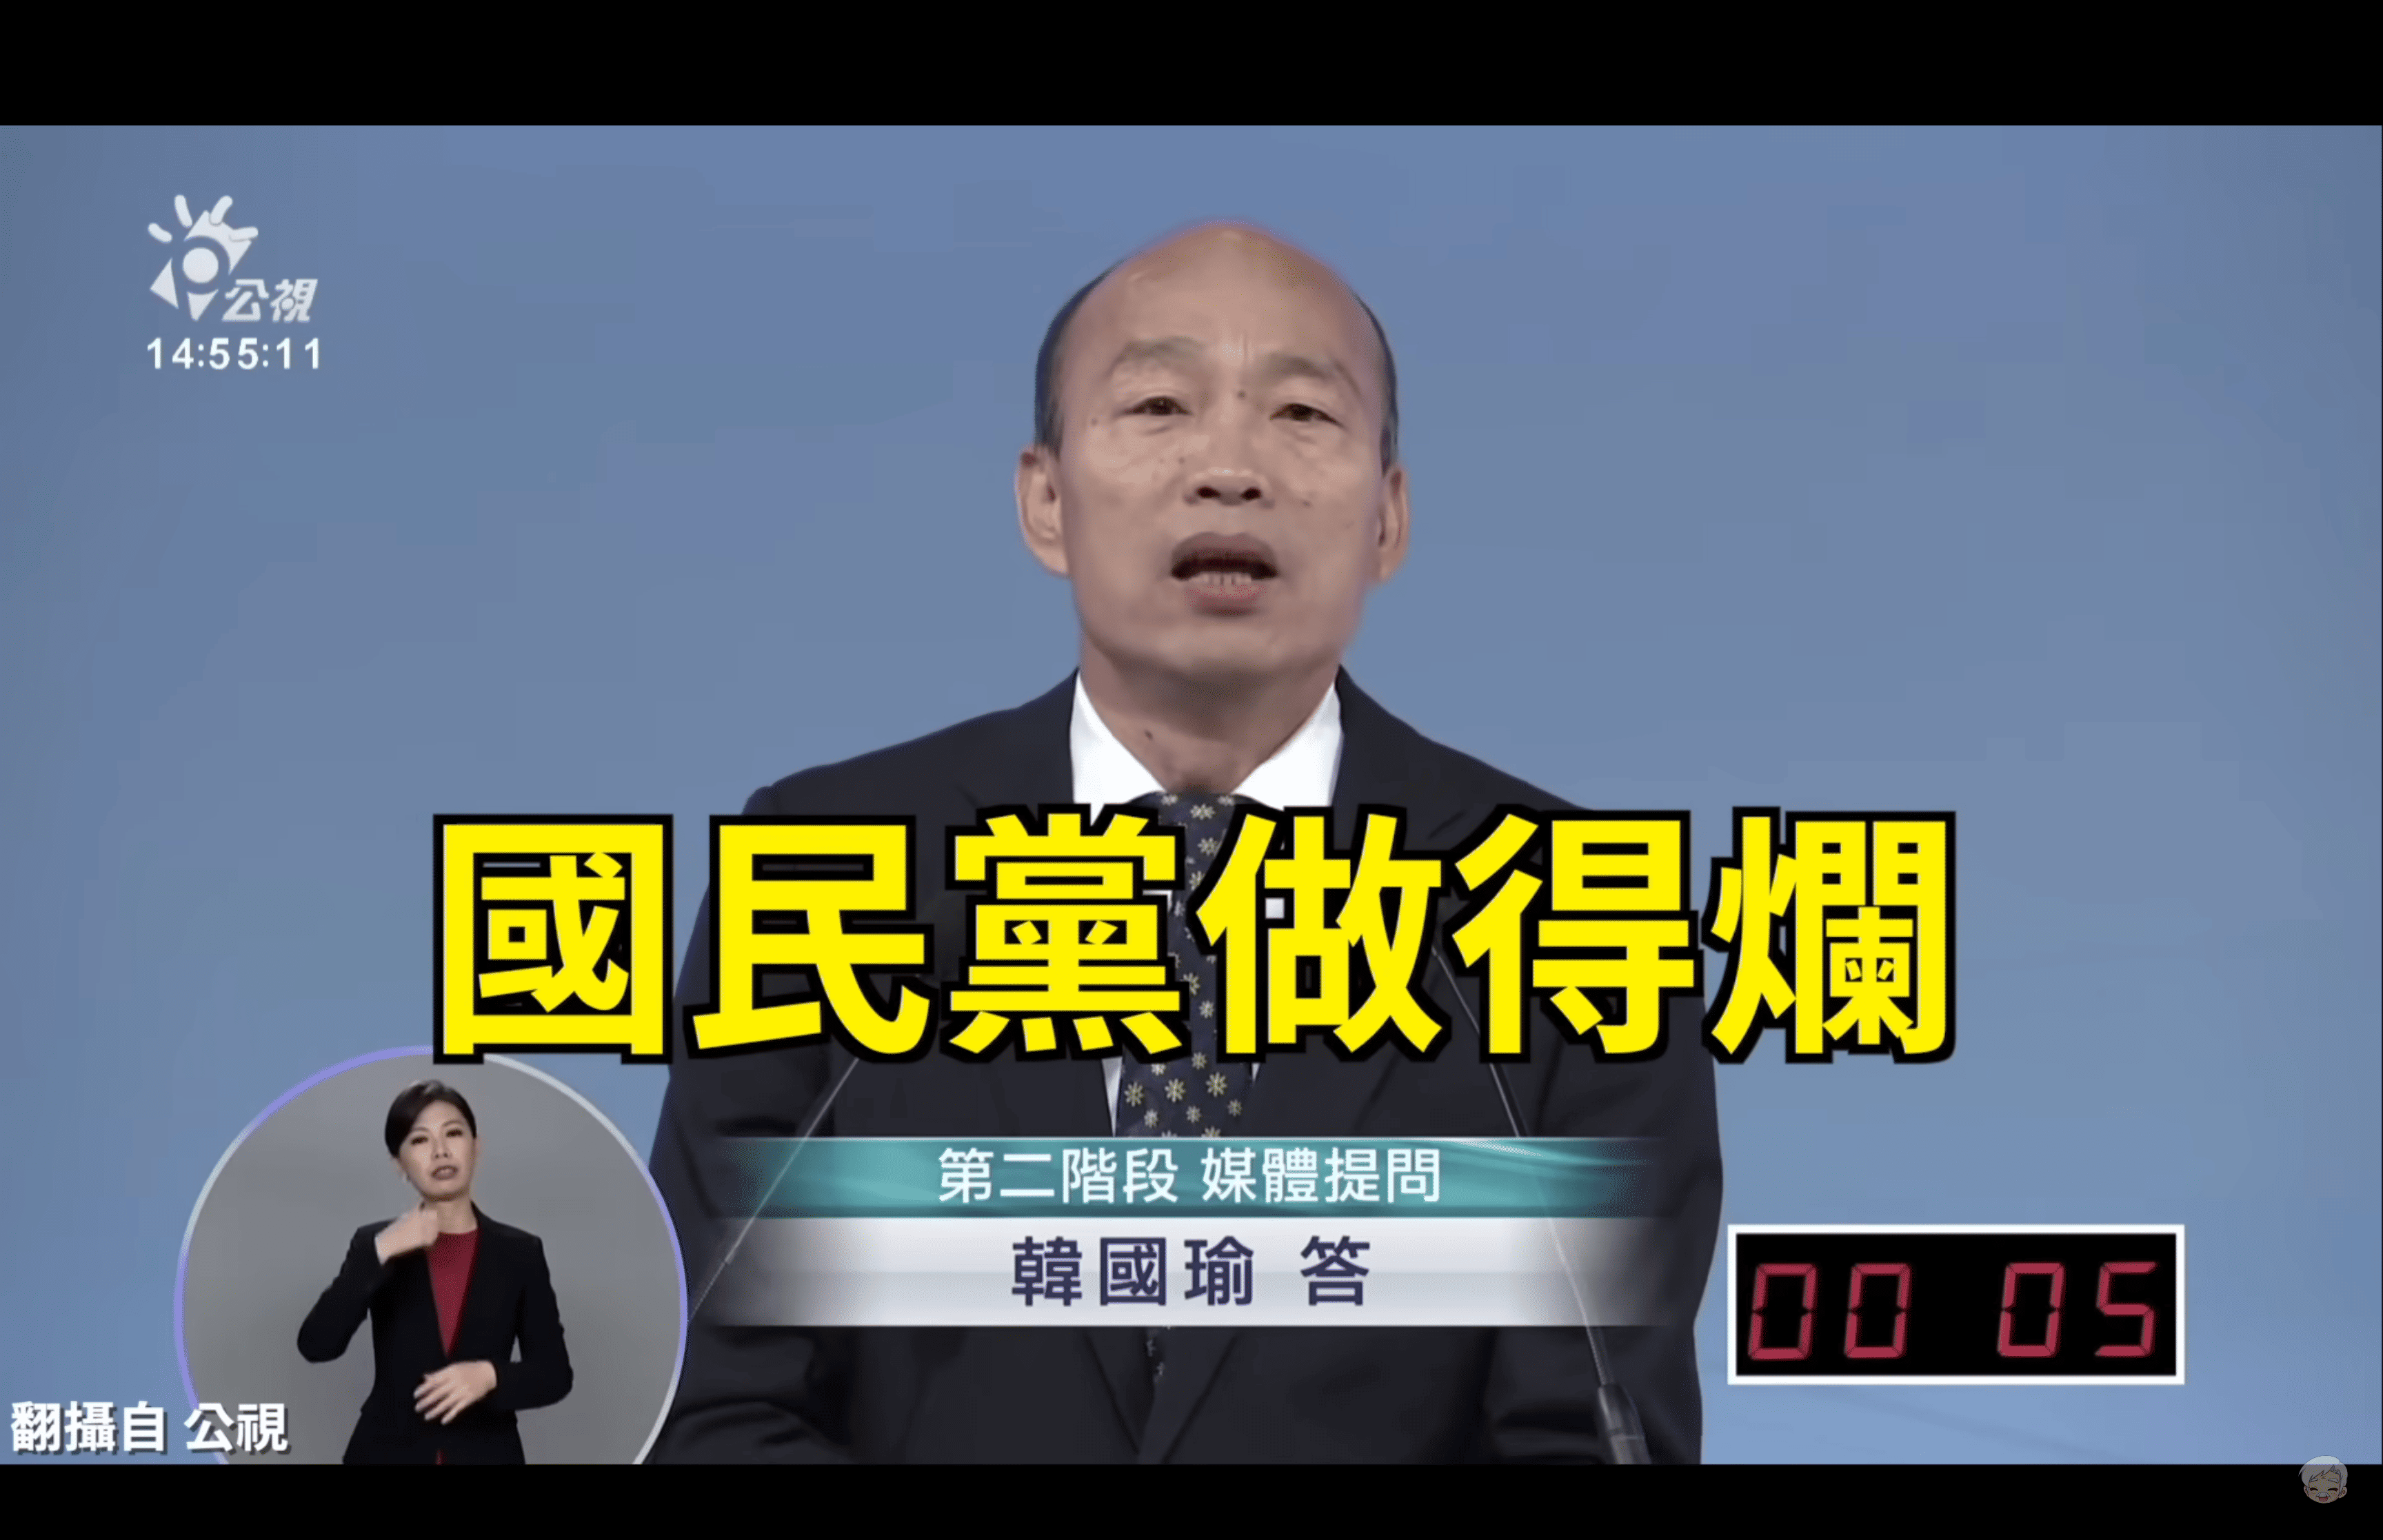 公視
14:55:11
國民黨做得爛
第二階段 媒體提問
韓國瑜 答
00 05
翻攝自 公視